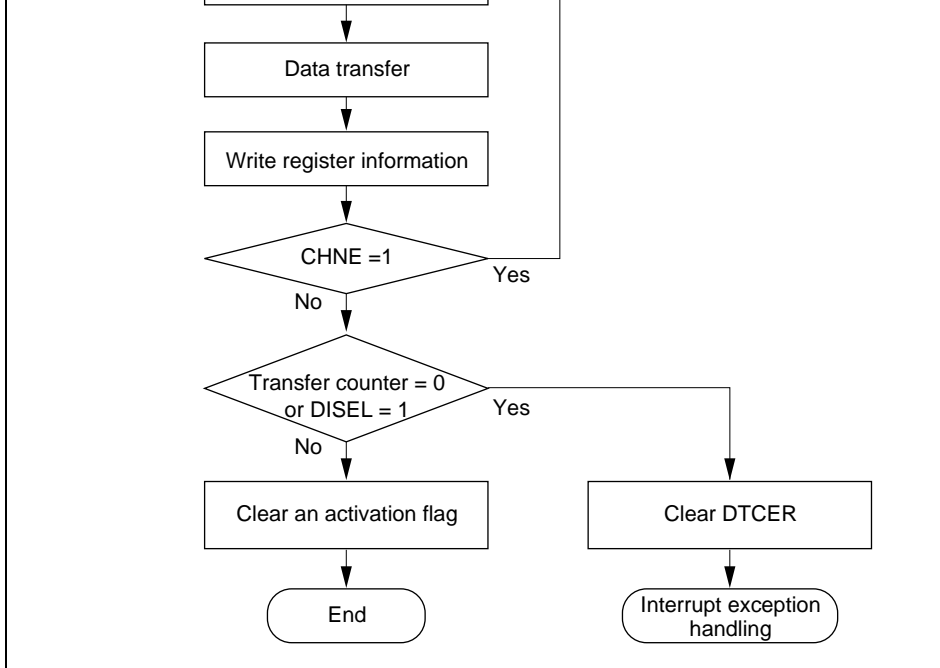 Data transfer
Write register information
CHNE =1
Yes
No
Transfer counter = 0
or DISEL = 1
Yes
No
Clear an activation flag
Clear DTCER
End
Interrupt exception
handling